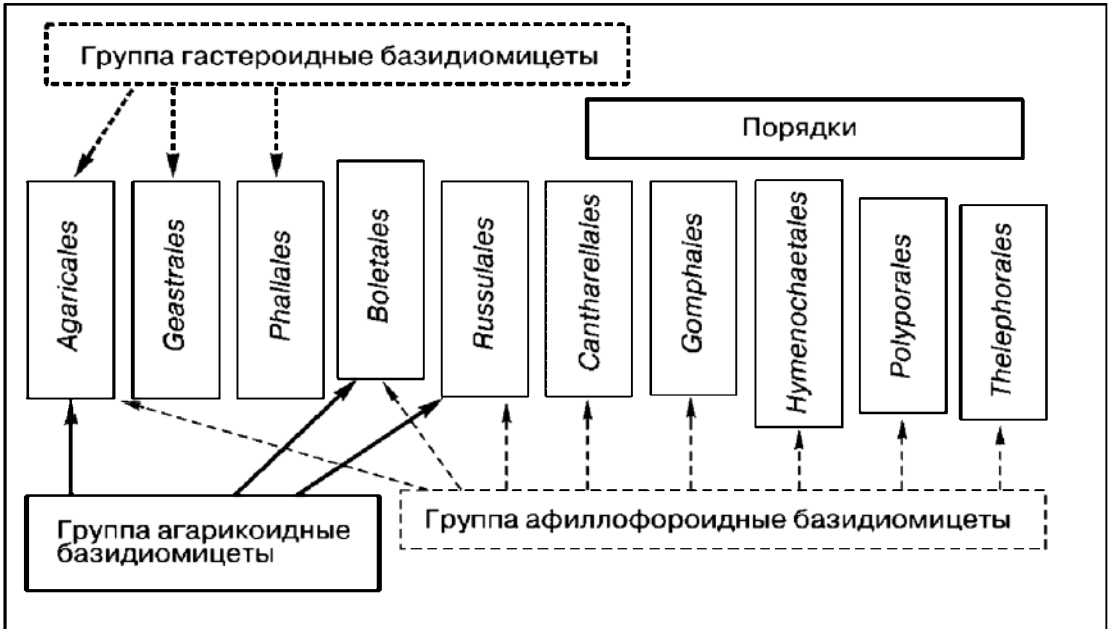 Группа гастероидные базидиомицеты
Порядки
Agaricales
Geastrales
Phallales
Boletales
Russulales
Cantharellales
Gomphales
Hymenochaetales
Polyporales
Thelephorales
Группа агарикоидные
базидиомицеты
Группа афиллофороидные базидиомицеты